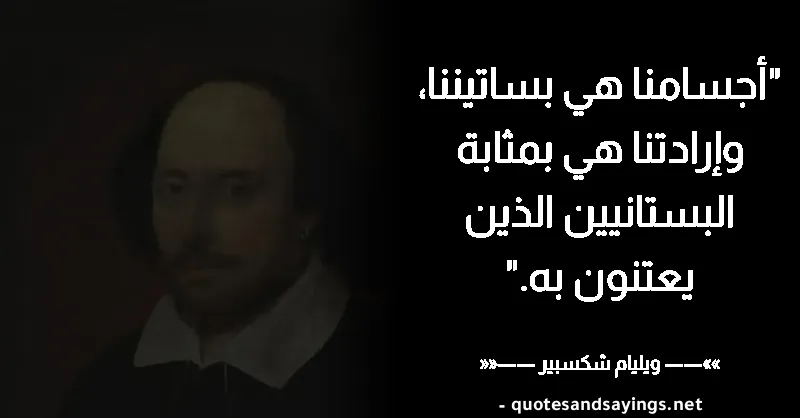 "أجسامنا هي بساتيننا،
وإرادتنا هي بمثابة
البستانيين الذين
يعتنون به."
»»—— ويليام شكسبير ——««
- quotesandsayings.net